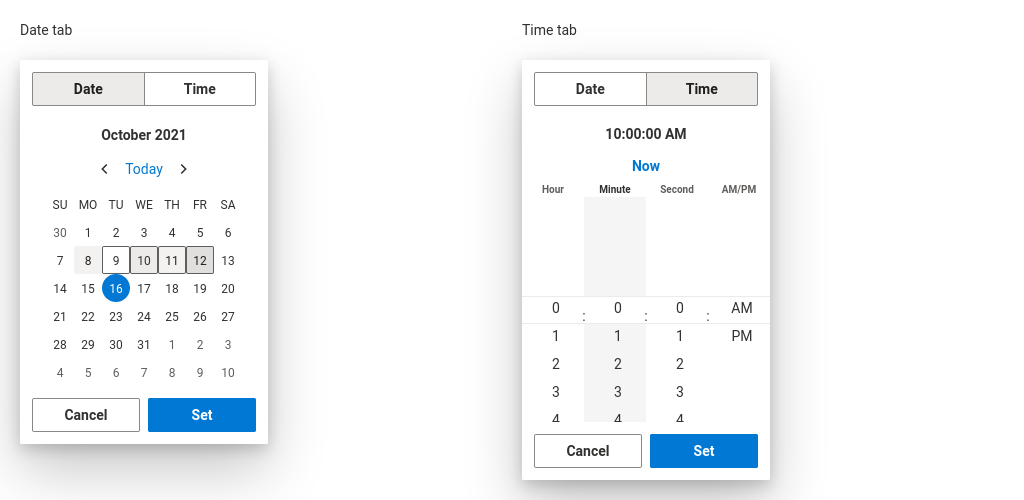 Date tab
Date Time
October 2021
Today
SU MO TU WE TH FR SA
30 1 2 3 4 5 6
7 8 9 10 11 12 13
14 15 16 17 18 19 20
21 22 23 24 25 26 27
28 29 30 31 1 2 3
4 5 6 7 8 9 10
Cancel Set
Time tab
Date Time
10:00:00 AM
Now
Hour Minute Second AM/PM
0 : 0 : 0 : AM
1 1 1 PM
2 2 2
3 3 3
4 4 4
Cancel Set